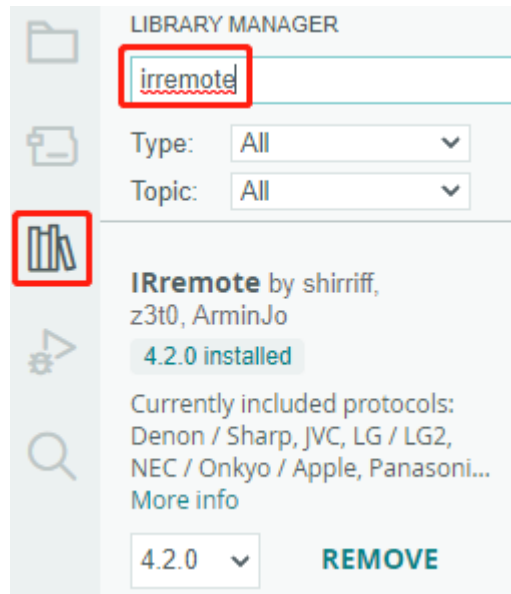 LIBRARY MANAGER
irremote
Type: All
Topic: All
IRremote by shirriff,
z3t0, ArminJo
4.2.0 installed
Currently included protocols:
Denon / Sharp, JVC, LG / LG2,
NEC / Onkyo / Apple, Panasoni...
More info
4.2.0 REMOVE